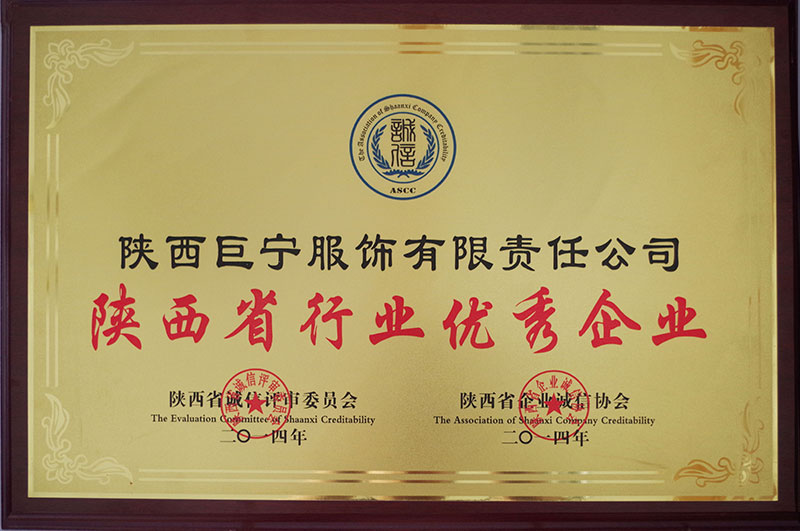 The Association of Shaanxi Company Creditability
誠信
ASCC
陕西巨宁服饰有限责任公司
陕西省行业优秀企业
陕西省诚信评审委员会
The Evaluation Committee of Shaanxi Creditability
二〇一四年
陕西省企业诚信协会
The Association of Shaanxi Company Creditability
二〇一四年